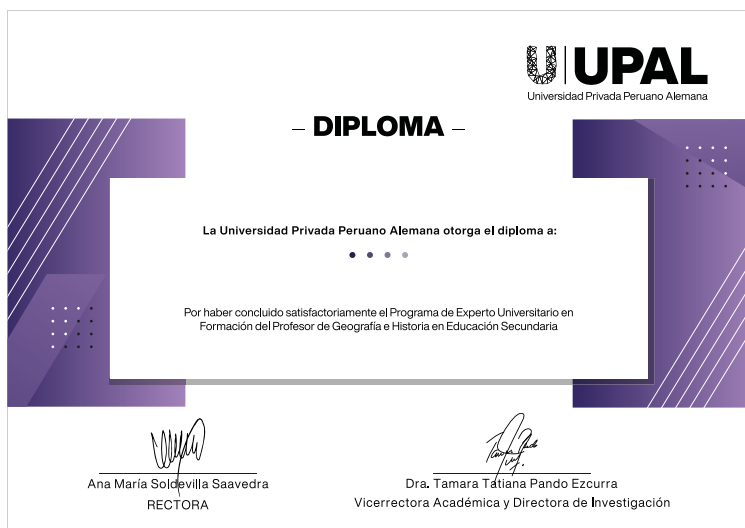 UPAL
Universidad Privada Peruano Alemana
– DIPLOMA –
La Universidad Privada Peruano Alemana otorga el diploma a:
Por haber concluido satisfactoriamente el Programa de Experto Universitario en
Formación del Profesor de Geografía e Historia en Educación Secundaria
Ana María Soldevilla Saavedra
RECTORA
Dra. Tamara Tatiana Pando Ezcurra
Vicerrectora Académica y Directora de Investigación